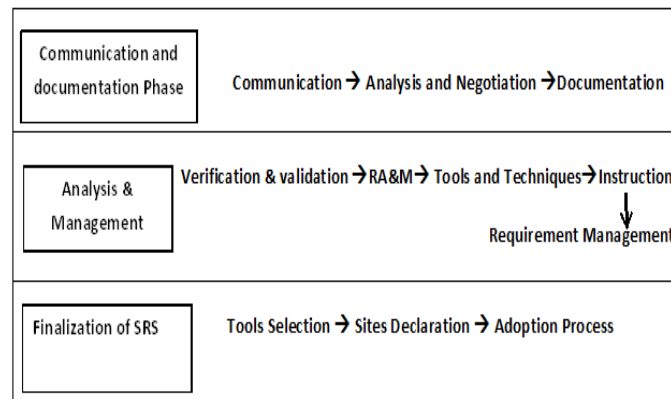 Communication and
documentation Phase
Communication → Analysis and Negotiation →Documentation
Analysis &
Management
Verification & validation →RA&M→ Tools and Techniques→Instruction
Requirement Management
Finalization of SRS
Tools Selection → Sites Declaration → Adoption Process